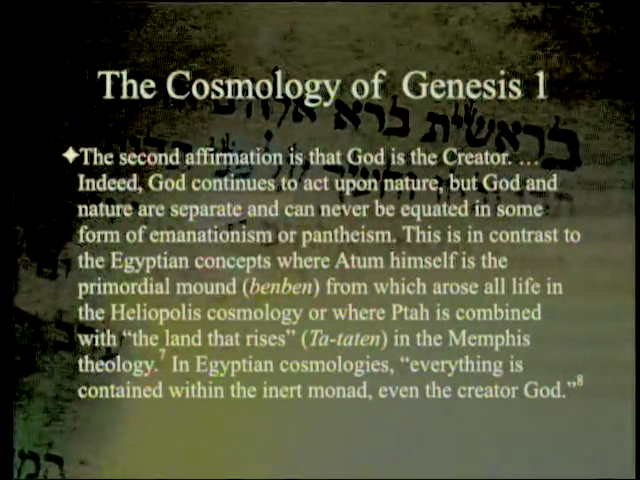 The Cosmology of Genesis 1
✦The second affirmation is that God is the Creator. …
Indeed, God continues to act upon nature, but God and
nature are separate and can never be equated in some
form of emanationism or pantheism. This is in contrast to
the Egyptian concepts where Atum himself is the
primordial mound (benben) from which arose all life in
the Heliopolis cosmology or where Ptah is combined
with “the land that rises” (Ta-taten) in the Memphis
theology.7 In Egyptian cosmologies, “everything is
contained within the inert monad, even the creator God.”8
בראשית ברא אלהים